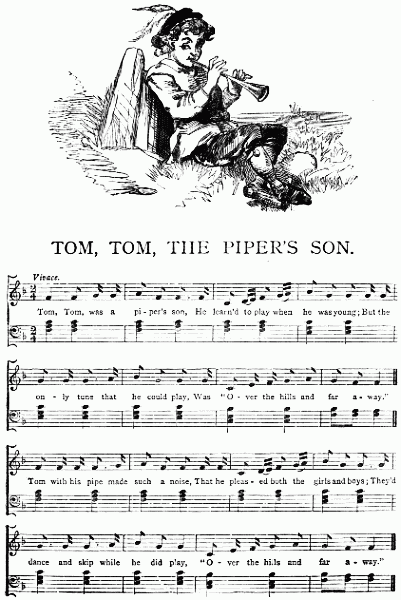 TOM, TOM, THE PIPER'S SON.
Vivace.
Tom, Tom, was a pi-per's son, He learn'd to play when he was young; But the
on - ly tune that he could play, Was "O - ver the hills and far a-way."
Tom with his pipe made such a noise, That he pleas-ed both the girls and boys; They'd
dance and skip while he did play, "O - ver the hills and far a-way."